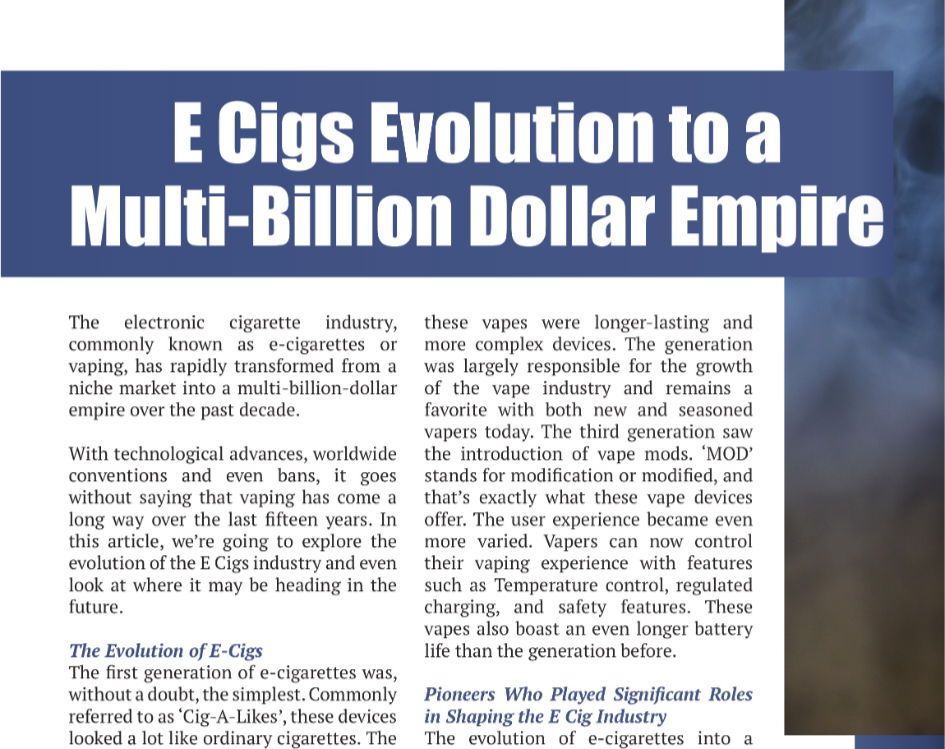 E Cigs Evolution to a
Multi-Billion Dollar Empire
The electronic cigarette industry,
commonly known as e-cigarettes or
vaping, has rapidly transformed from a
niche market into a multi-billion-dollar
empire over the past decade.
With technological advances, worldwide
conventions and even bans, it goes
without saying that vaping has come a
long way over the last fifteen years. In
this article, we’re going to explore the
evolution of the E Cigs industry and even
look at where it may be heading in the
future.
The Evolution of E-Cigs
The first generation of e-cigarettes was,
without a doubt, the simplest. Commonly
referred to as ‘Cig-A-Likes’, these devices
looked a lot like ordinary cigarettes. The
these vapes were longer-lasting and
more complex devices. The generation
was largely responsible for the growth
of the vape industry and remains a
favorite with both new and seasoned
vapers today. The third generation saw
the introduction of vape mods. ‘MOD’
stands for modification or modified, and
that’s exactly what these vape devices
offer. The user experience became even
more varied. Vapers can now control
their vaping experience with features
such as Temperature control, regulated
charging, and safety features. These
vapes also boast an even longer battery
life than the generation before.
Pioneers Who Played Significant Roles
in Shaping the E Cig Industry
The evolution of e-cigarettes into a